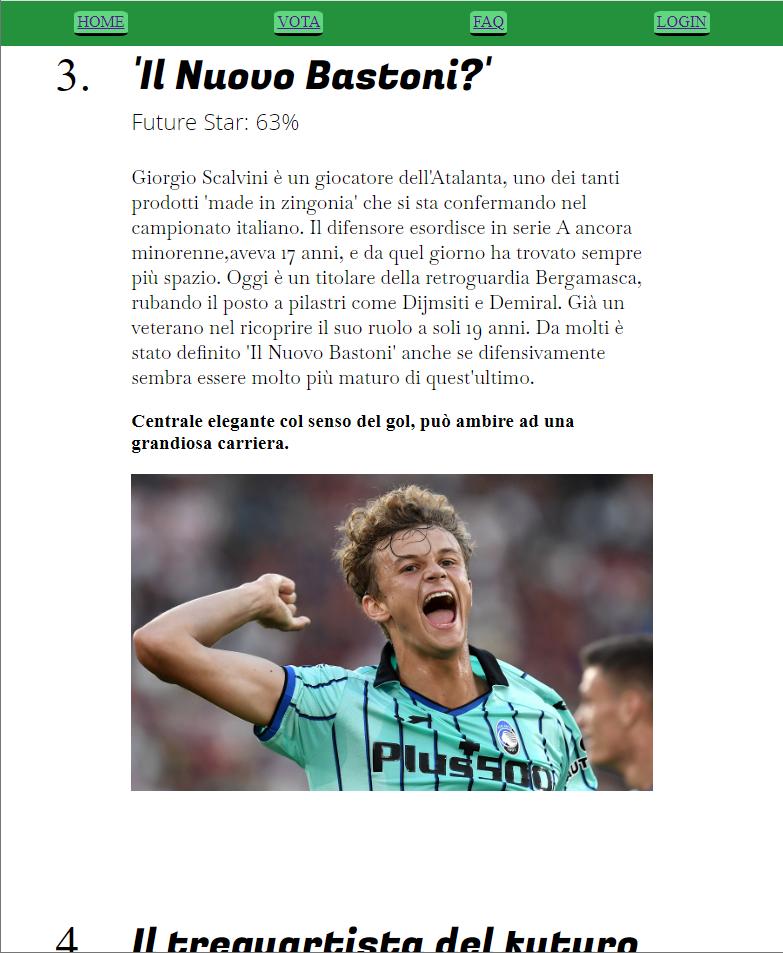 HOME VOTA FAQ LOGIN
3. 'Il Nuovo Bastoni?'
Future Star: 63%
Giorgio Scalvini è un giocatore dell'Atalanta, uno dei tanti
prodotti 'made in zingonia' che si sta confermando nel
campionato italiano. Il difensore esordisce in serie A ancora
minorenne,aveva 17 anni, e da quel giorno ha trovato sempre
più spazio. Oggi è un titolare della retroguardia Bergamasca,
rubando il posto a pilastri come Dijmsiti e Demiral. Già un
veterano nel ricoprire il suo ruolo a soli 19 anni. Da molti è
stato definito 'Il Nuovo Bastoni' anche se difensivamente
sembra essere molto più maturo di quest'ultimo.
Centrale elegante col senso del gol, può ambire ad una
grandiosa carriera.
Plus500
4 Il trequartista del futuro